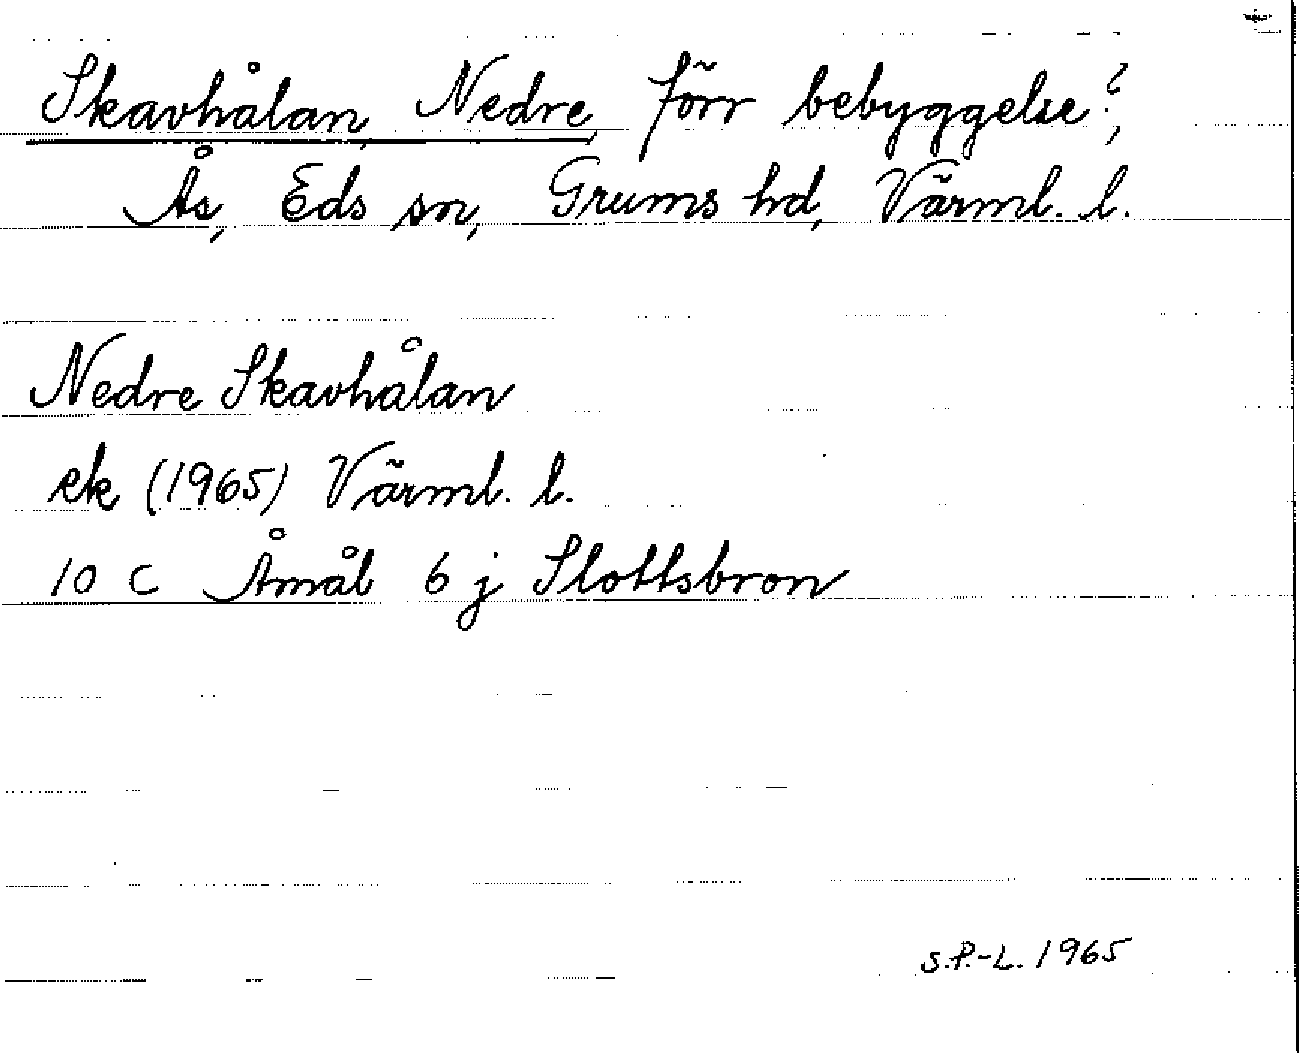 Skavhålan, Nedre, förr bebyggelse?,
Ås, Eds sn, Grums hd, Värml. l.
Nedre Skavhålan
ek (1965) Värml. l.
10 C Åmål 6 j Slottsbron
S.P.-L. 1965